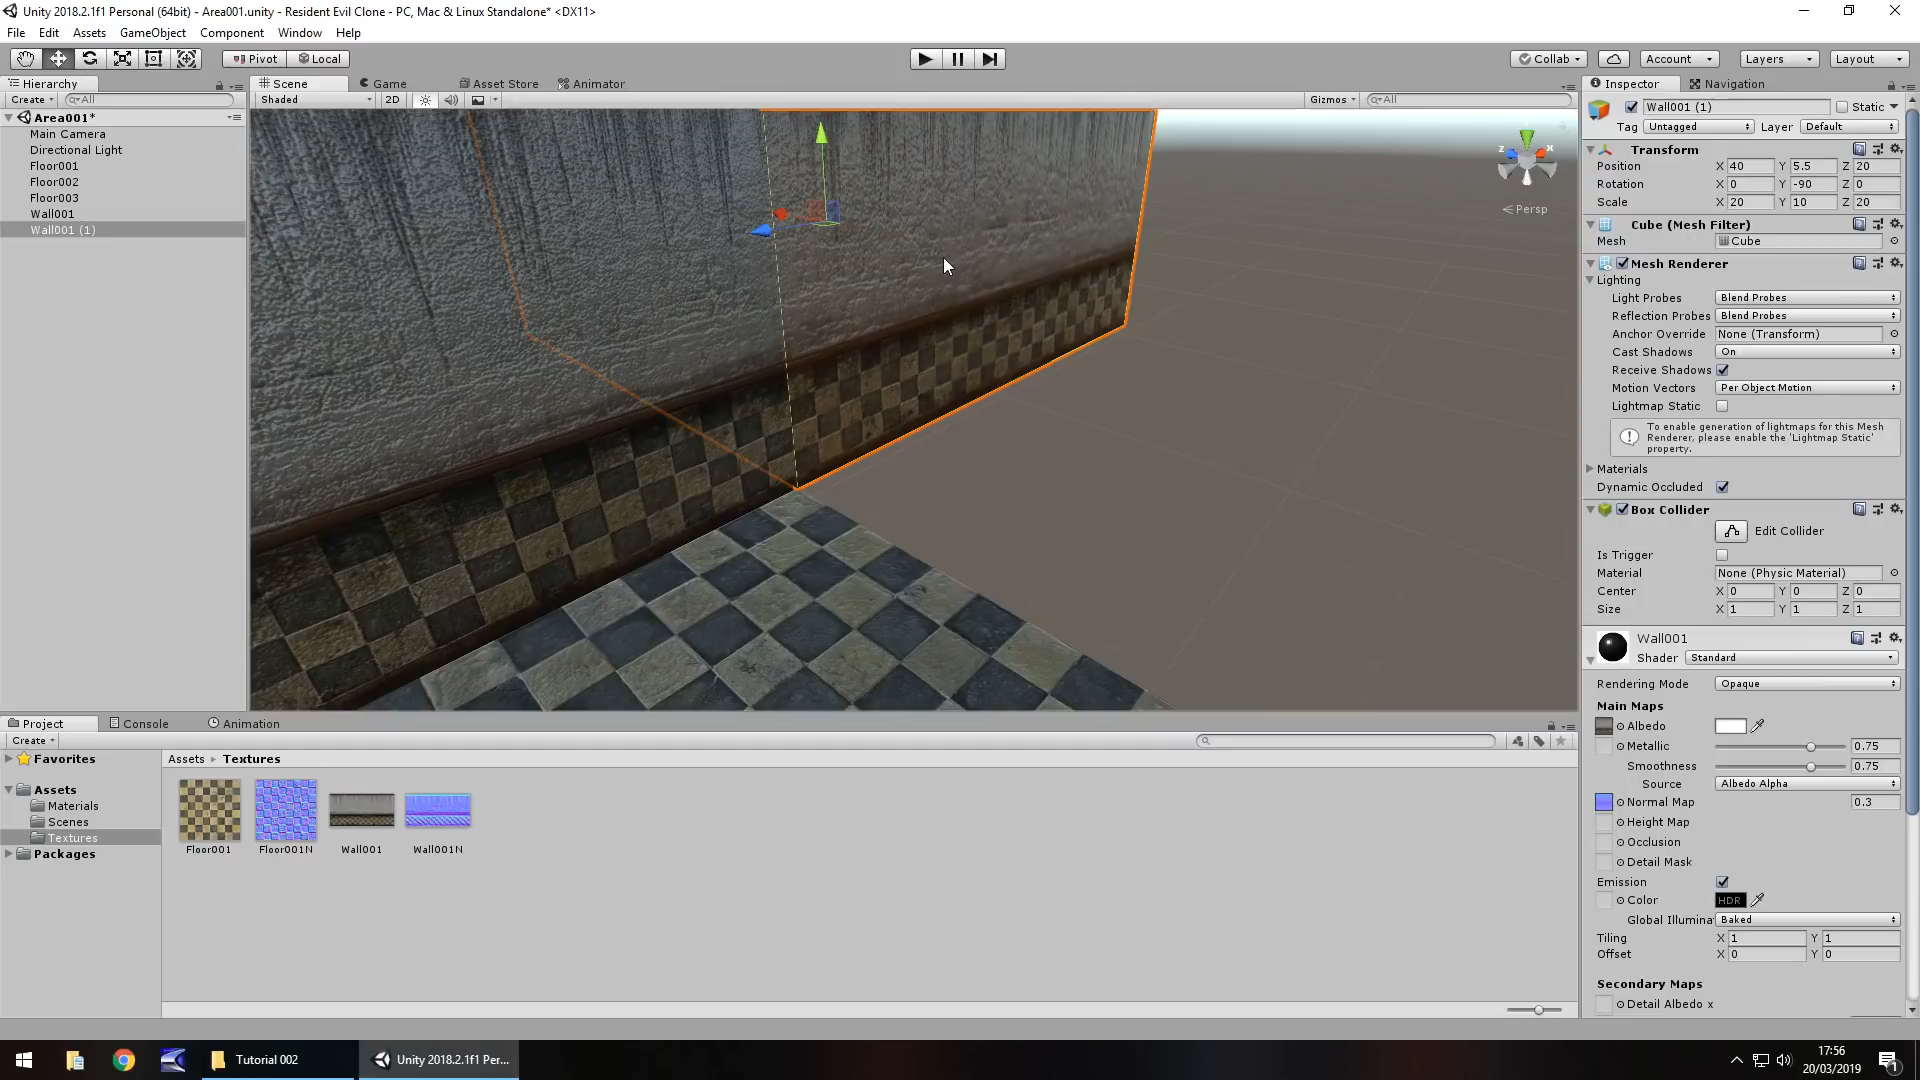 Unity 2018.2.1f1 Personal (64bit) - Area001.unity - Resident Evil Clone - PC, Mac & Linux Standalone* <DX11>
File Edit Assets GameObject Component Window Help
Pivot Local Collab Account Layers Layout
Hierarchy
Create All
Area001*
Main Camera
Directional Light
Floor001
Floor002
Floor003
Wall001
Wall001 (1)
Scene Game Asset Store Animator
Shaded 2D Gizmos All
y
z x
Persp
Inspector Navigation
Wall001 (1) Static
Tag Untagged Layer Default
Transform
Position X 40 Y 5.5 Z 20
Rotation X 0 Y -90 Z 0
Scale X 20 Y 10 Z 20
Cube (Mesh Filter)
Mesh Cube
Mesh Renderer
Lighting
Light Probes Blend Probes
Reflection Probes Blend Probes
Anchor Override None (Transform)
Cast Shadows On
Receive Shadows
Motion Vectors Per Object Motion
Lightmap Static
To enable generation of lightmaps for this Mesh
Renderer, please enable the 'Lightmap Static'
property.
Materials
Dynamic Occluded
Box Collider
Edit Collider
Is Trigger
Material None (Physic Material)
Center X 0 Y 0 Z 0
Size X 1 Y 1 Z 1
Wall001
Shader Standard
Rendering Mode Opaque
Main Maps
Albedo
Metallic 0.75
Smoothness 0.75
Source Albedo Alpha
Normal Map 0.3
Height Map
Occlusion
Detail Mask
Emission
Color HDR
Global Illumina Baked
Tiling X 1 Y 1
Offset X 0 Y 0
Secondary Maps
Detail Albedo x
Project Console Animation
Create
Favorites
Assets
Materials
Scenes
Textures
Packages
Assets Textures
Floor001 Floor001N Wall001 Wall001N
Tutorial 002 Unity 2018.2.1f1 Per...
17:56
20/03/2019
1